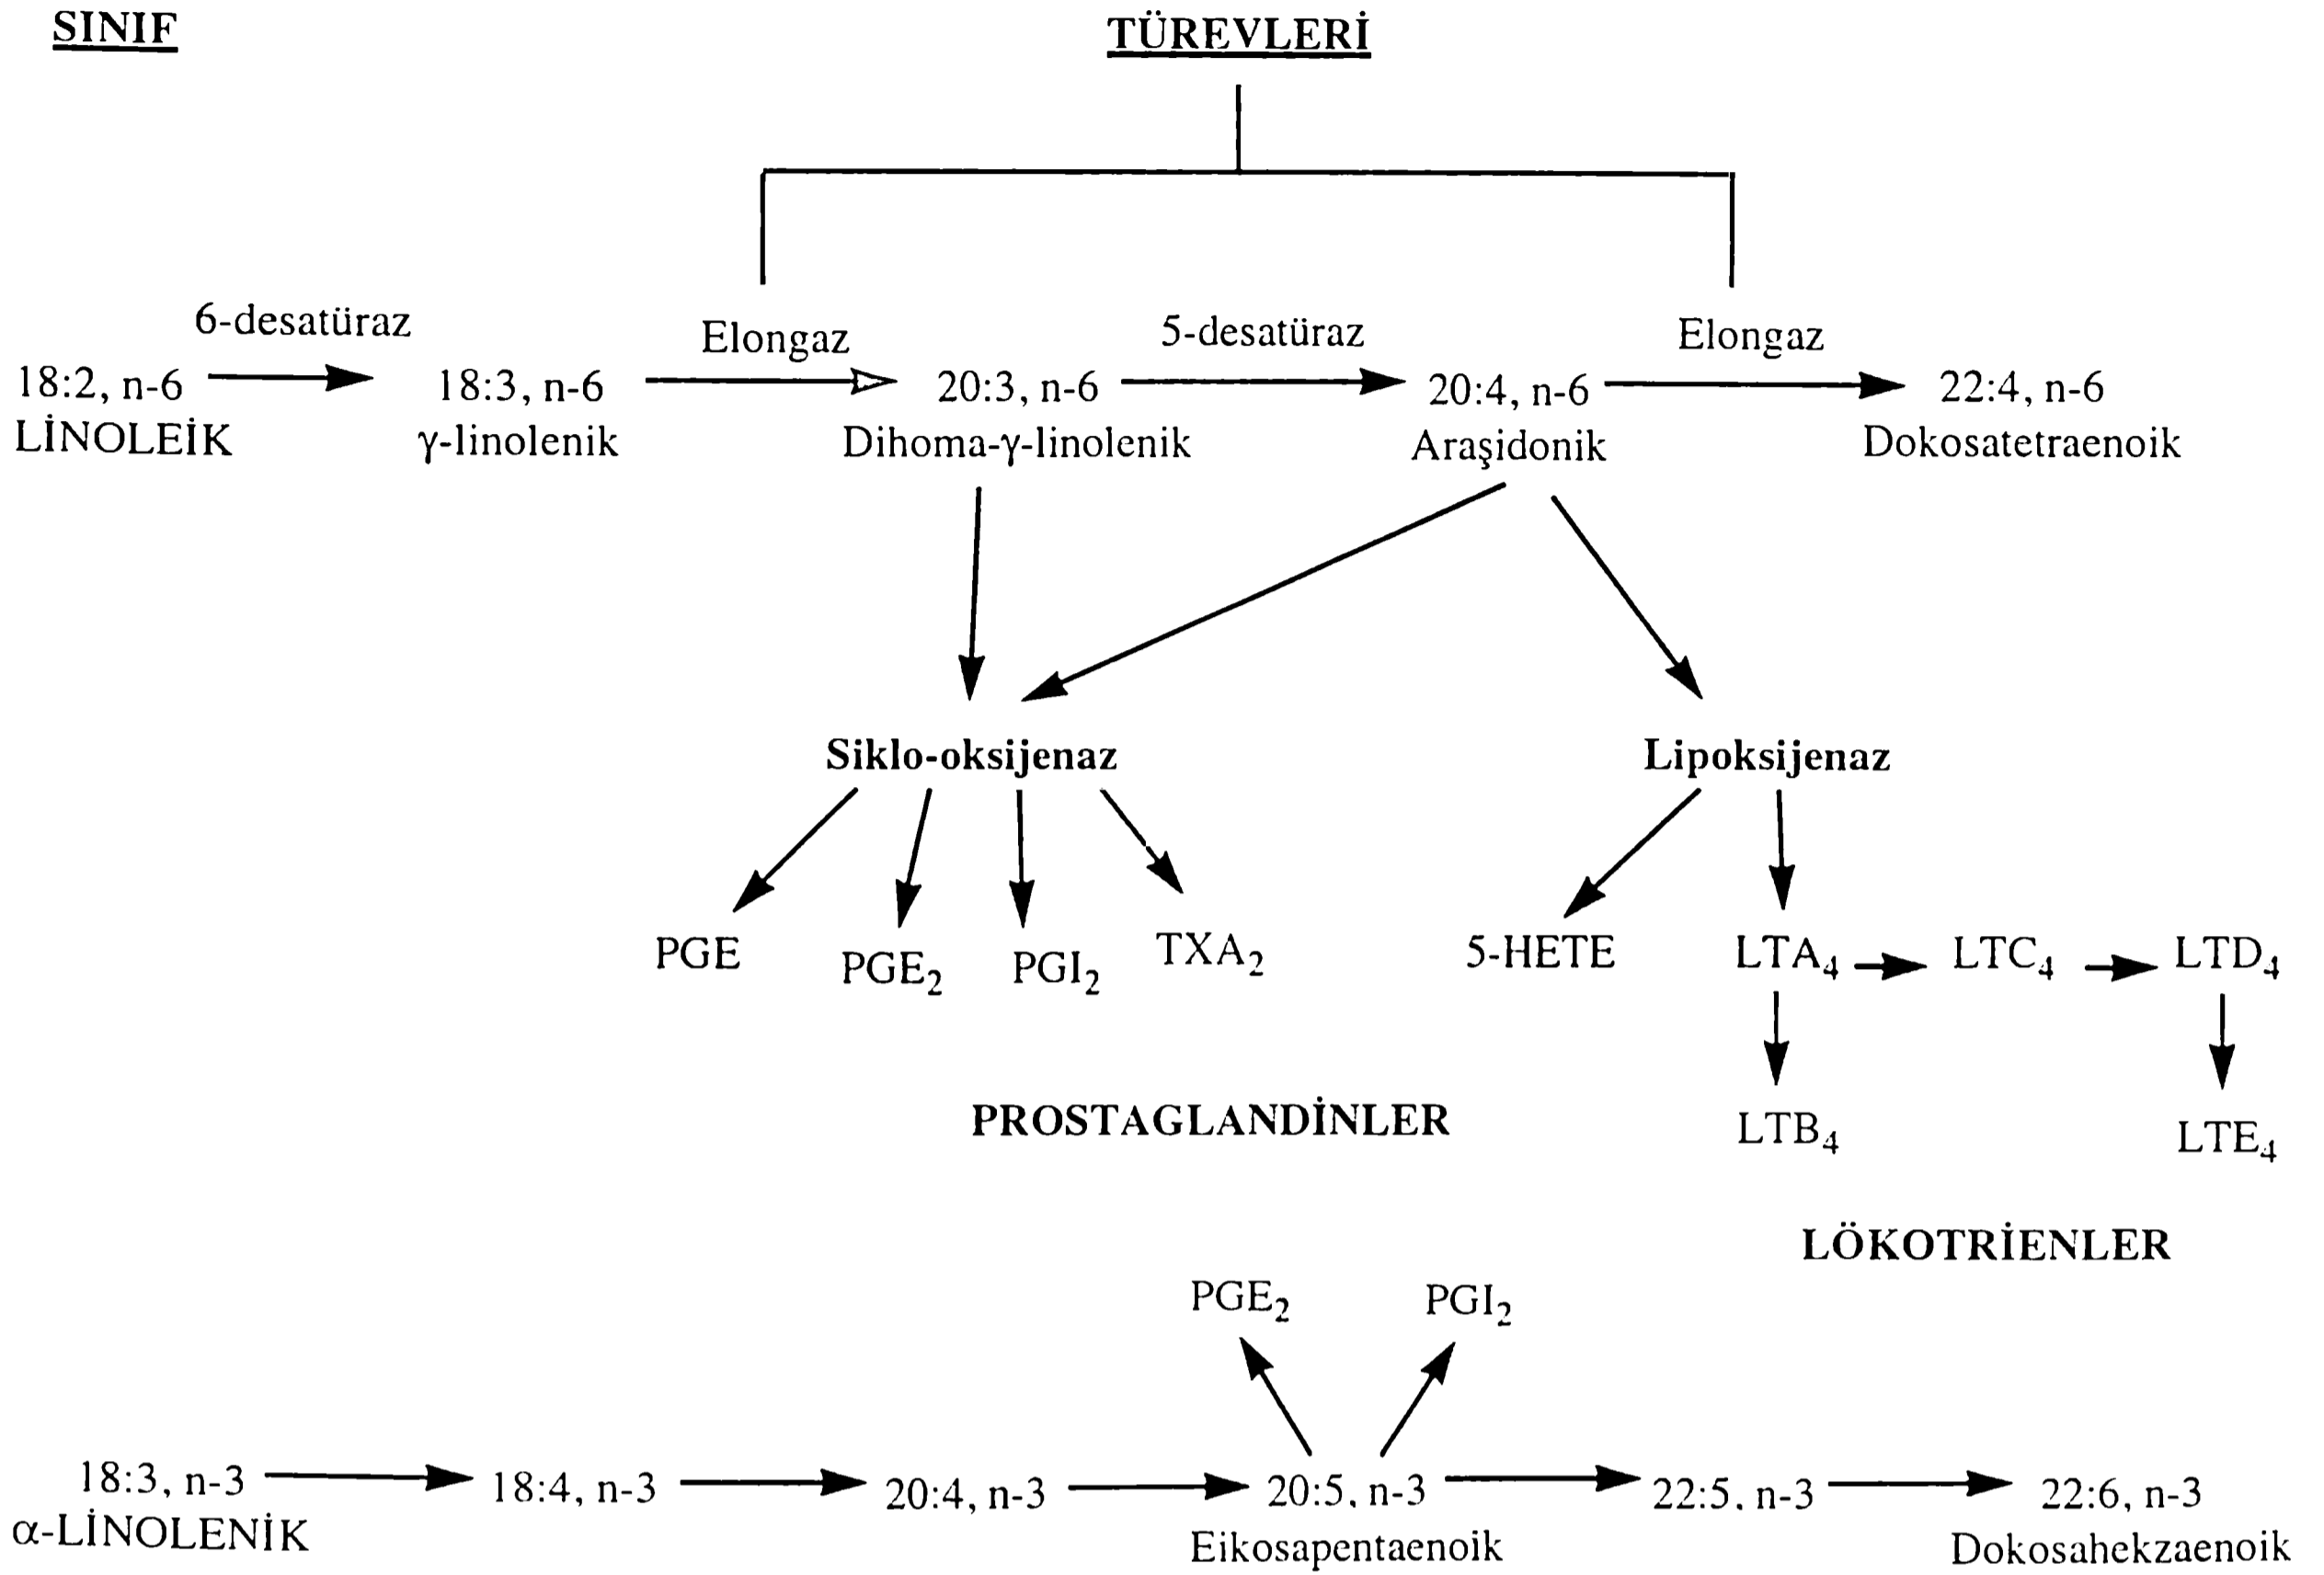 SINIF
TÜREVLERİ
6-desatüraz
Elongaz
5-desatüraz
Elongaz
18:2, n-6
18:3, n-6
20:3, n-6
20:4, n-6
22:4, n-6
LİNOLEİK
γ-linolenik
Dihoma-γ-linolenik
Araşidonik
Dokosatetraenoik
Siklo-oksijenaz
Lipoksijenaz
PGE
PGE₂
PGI₂
TXA₂
5-HETE
LTA₄
LTC₄
LTD₄
PROSTAGLANDİNLER
LTB₄
LTE₄
LÖKOTRİENLER
PGE₂
PGI₂
18:3, n-3
18:4, n-3
20:4, n-3
20:5, n-3
22:5, n-3
22:6, n-3
α-LİNOLENİK
Eikosapentaenoik
Dokosahekzaenoik